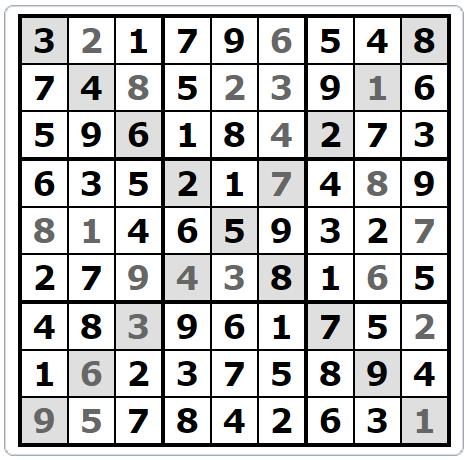 3 2 1 7 9 6 5 4 8
7 4 8 5 2 3 9 1 6
5 9 6 1 8 4 2 7 3
6 3 5 2 1 7 4 8 9
8 1 4 6 5 9 3 2 7
2 7 9 4 3 8 1 6 5
4 8 3 9 6 1 7 5 2
1 6 2 3 7 5 8 9 4
9 5 7 8 4 2 6 3 1